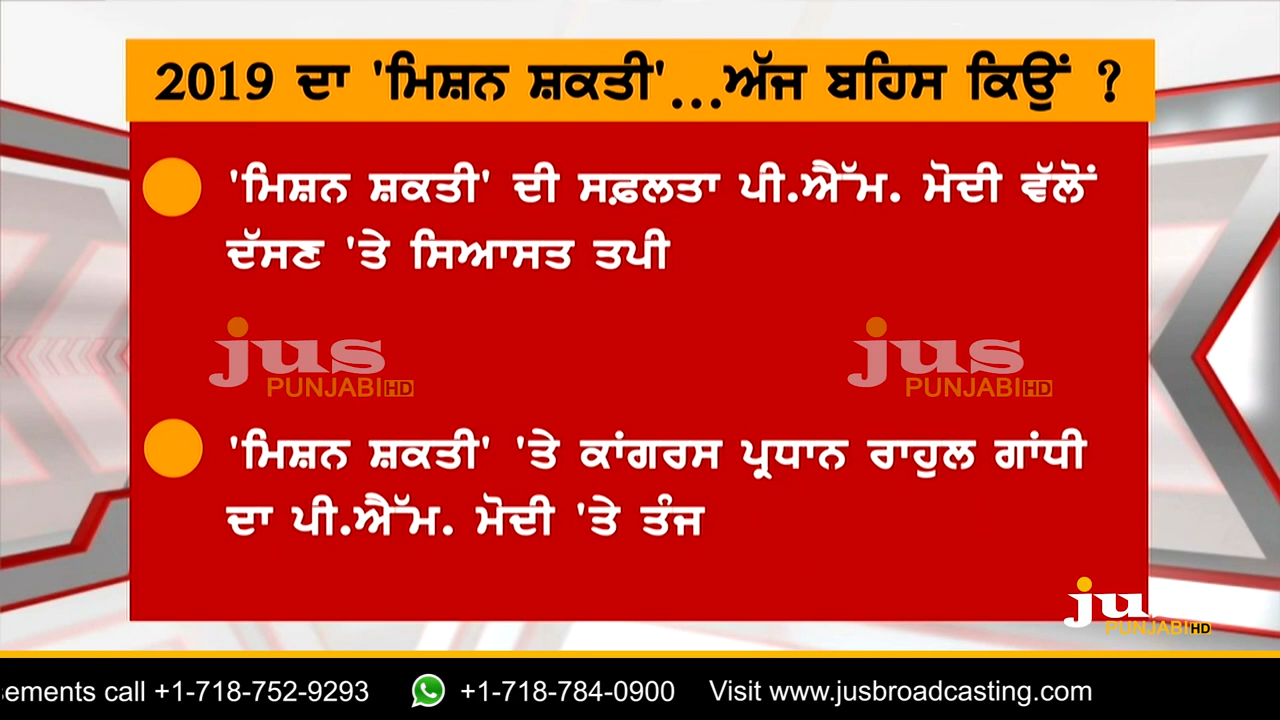 2019 ਦਾ 'ਮਿਸ਼ਨ ਸ਼ਕਤੀ'...ਅੱਜ ਬਹਿਸ ਕਿਉਂ ?
'ਮਿਸ਼ਨ ਸ਼ਕਤੀ' ਦੀ ਸਫ਼ਲਤਾ ਪੀ.ਐੱਮ. ਮੋਦੀ ਵੱਲੋਂ
ਦੱਸਣ 'ਤੇ ਸਿਆਸਤ ਤਪੀ
jus jus
PUNJABI HD PUNJABI HD
'ਮਿਸ਼ਨ ਸ਼ਕਤੀ' 'ਤੇ ਕਾਂਗਰਸ ਪ੍ਰਧਾਨ ਰਾਹੁਲ ਗਾਂਧੀ
ਦਾ ਪੀ.ਐੱਮ. ਮੋਦੀ 'ਤੇ ਤੰਜ
jus
PUNJABI HD
sements call +1-718-752-9293 +1-718-784-0900 Visit www.jusbroadcasting.com